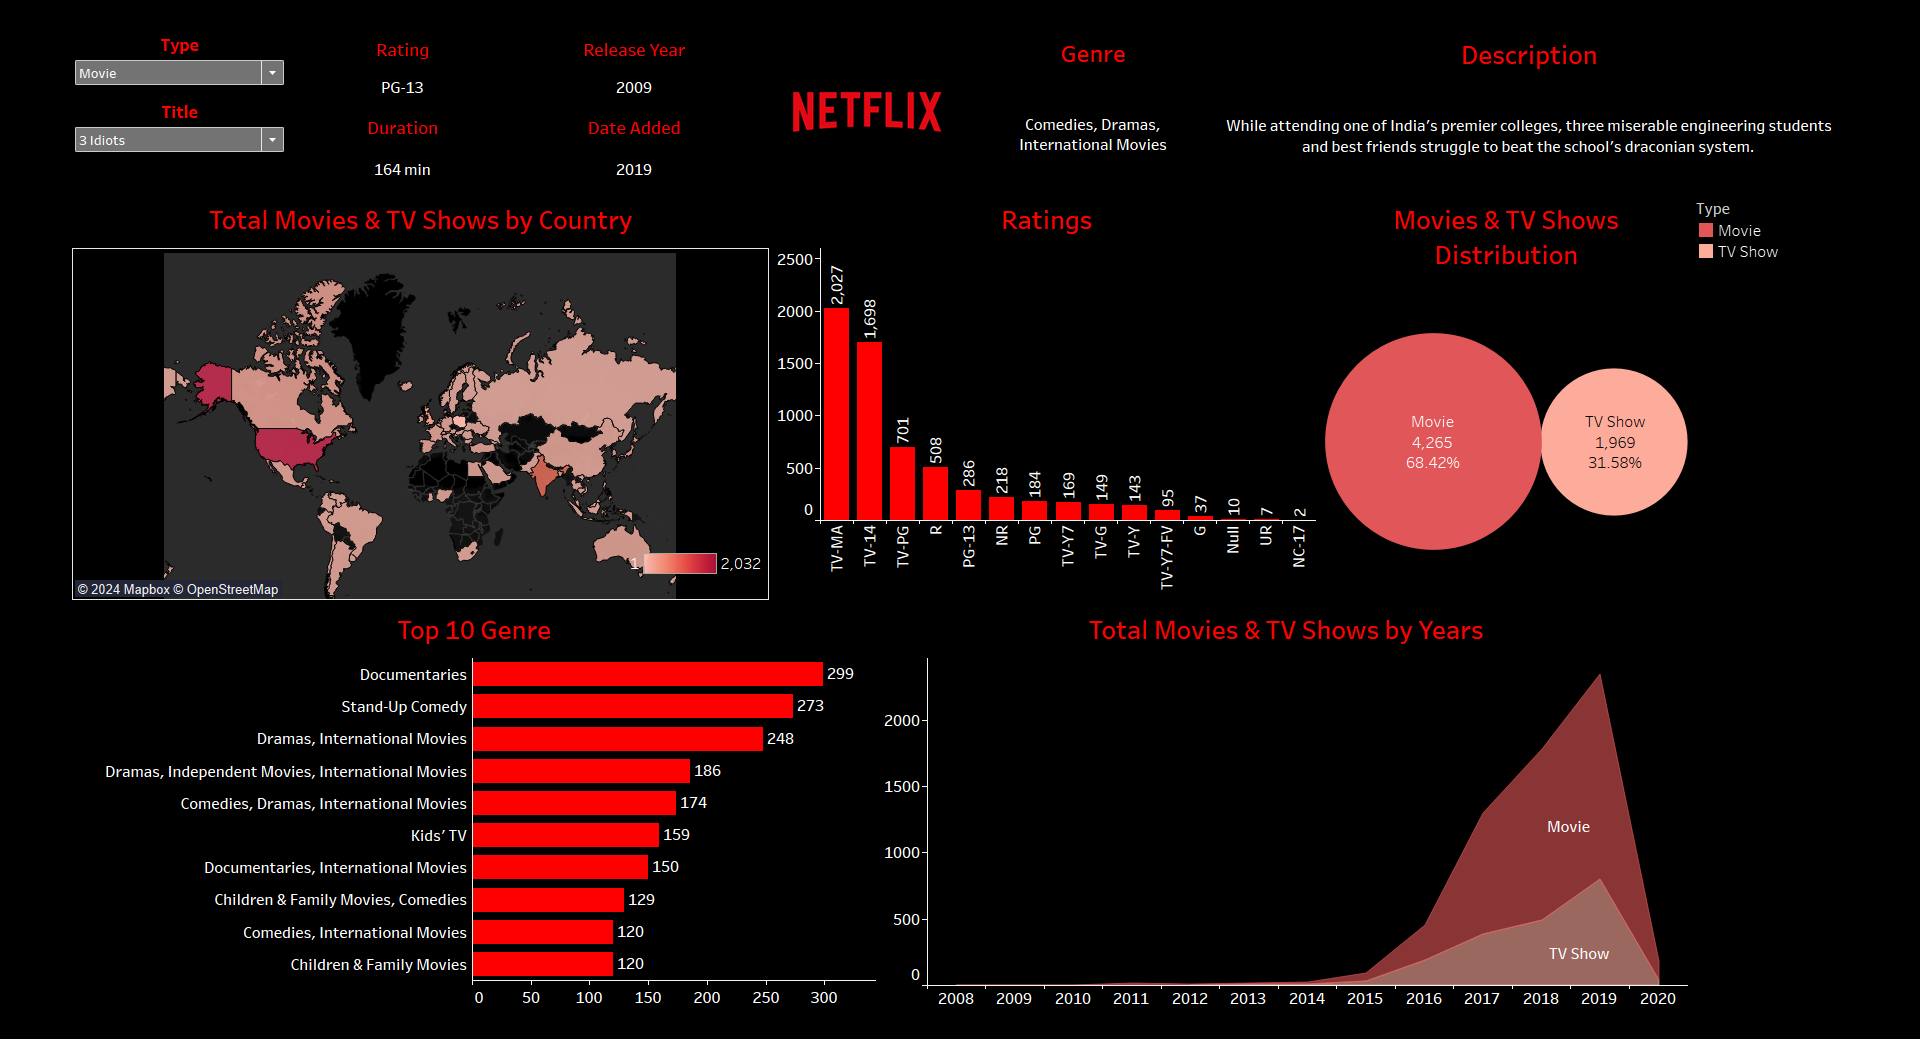 Type
Movie
Title
3 Idiots
Rating
PG-13
Duration
164 min
Release Year
2009
Date Added
2019
NETFLIX
Genre
Comedies, Dramas,
International Movies
Description
While attending one of India's premier colleges, three miserable engineering students
and best friends struggle to beat the school's draconian system.
Total Movies & TV Shows by Country
1
2,032
© 2024 Mapbox © OpenStreetMap
Ratings
2500
2000
1500
1000
500
0
2,027
1,698
701
508
286
218
184
169
149
143
95
37
10
7
2
TV-MA
TV-14
TV-PG
R
PG-13
NR
PG
TV-Y7
TV-G
TV-Y
TV-Y7-FV
G
Null
UR
NC-17
Movies & TV Shows
Distribution
Type
Movie
TV Show
Movie
4,265
68.42%
TV Show
1,969
31.58%
Top 10 Genre
Documentaries 299
Stand-Up Comedy 273
Dramas, International Movies 248
Dramas, Independent Movies, International Movies 186
Comedies, Dramas, International Movies 174
Kids' TV 159
Documentaries, International Movies 150
Children & Family Movies, Comedies 129
Comedies, International Movies 120
Children & Family Movies 120
0 50 100 150 200 250 300
Total Movies & TV Shows by Years
2000
1500
1000
500
0
Movie
TV Show
2008 2009 2010 2011 2012 2013 2014 2015 2016 2017 2018 2019 2020